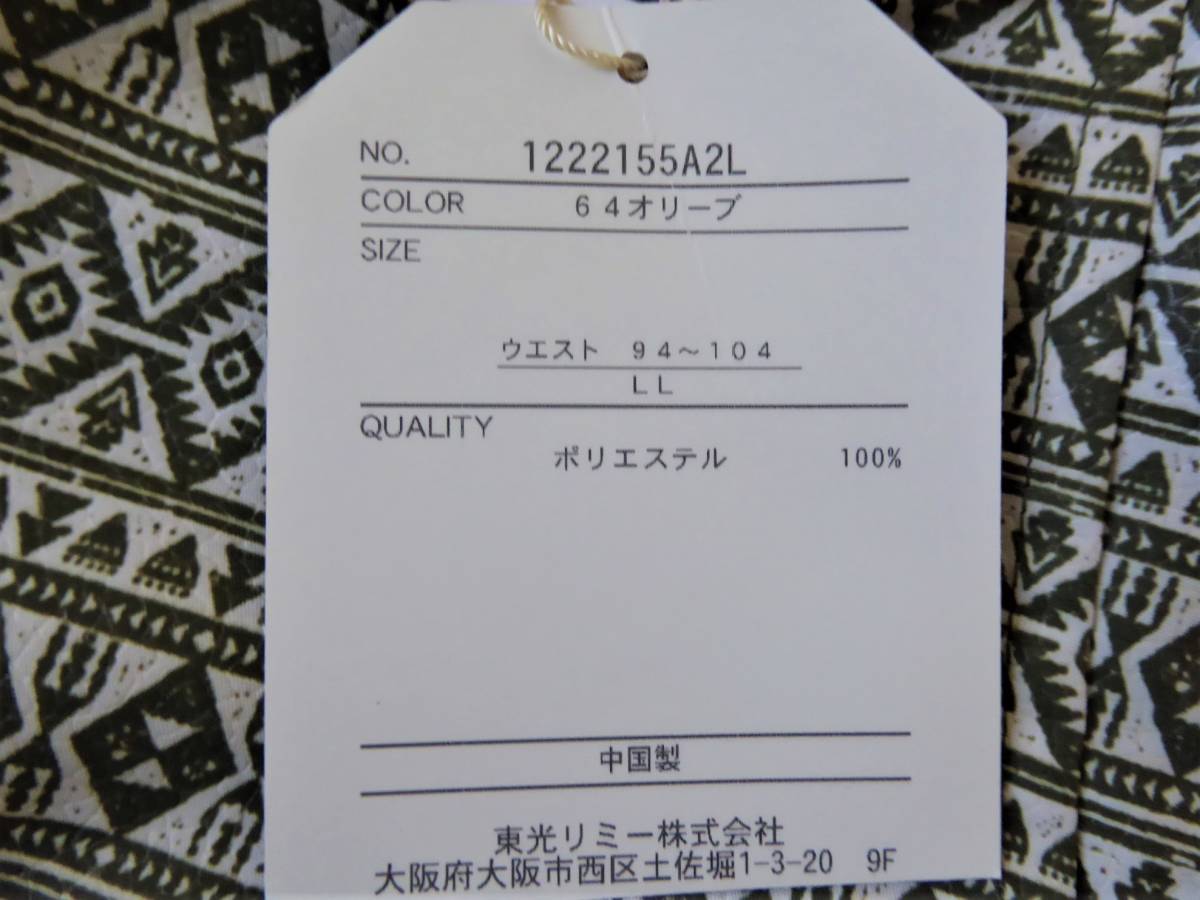 NO. 1222155A2L
COLOR 64オリーブ
SIZE
ウエスト 94～104
LL
QUALITY
ポリエステル 100%
中国製
東光リミー株式会社
大阪府大阪市西区土佐堀1-3-20 9F